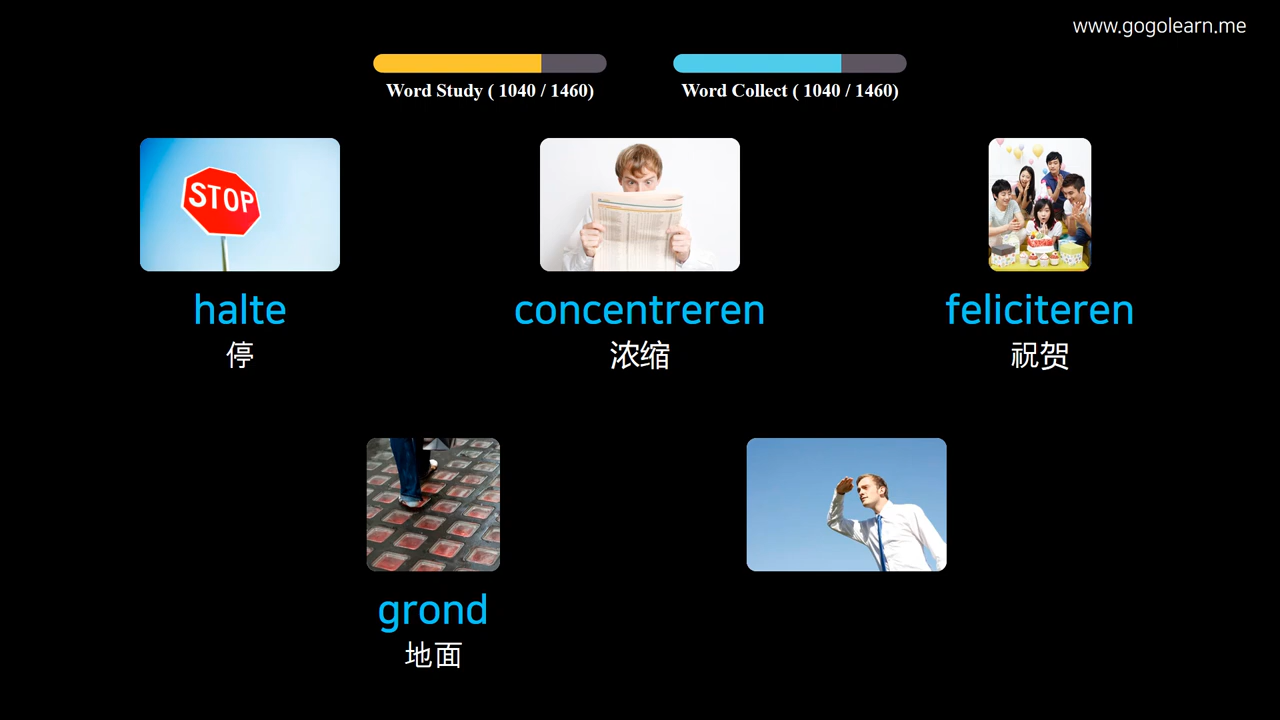 www.gogolearn.me
Word Study ( 1040 / 1460)
Word Collect ( 1040 / 1460)
STOP
halte
停
concentreren
浓缩
feliciteren
祝贺
grond
地面